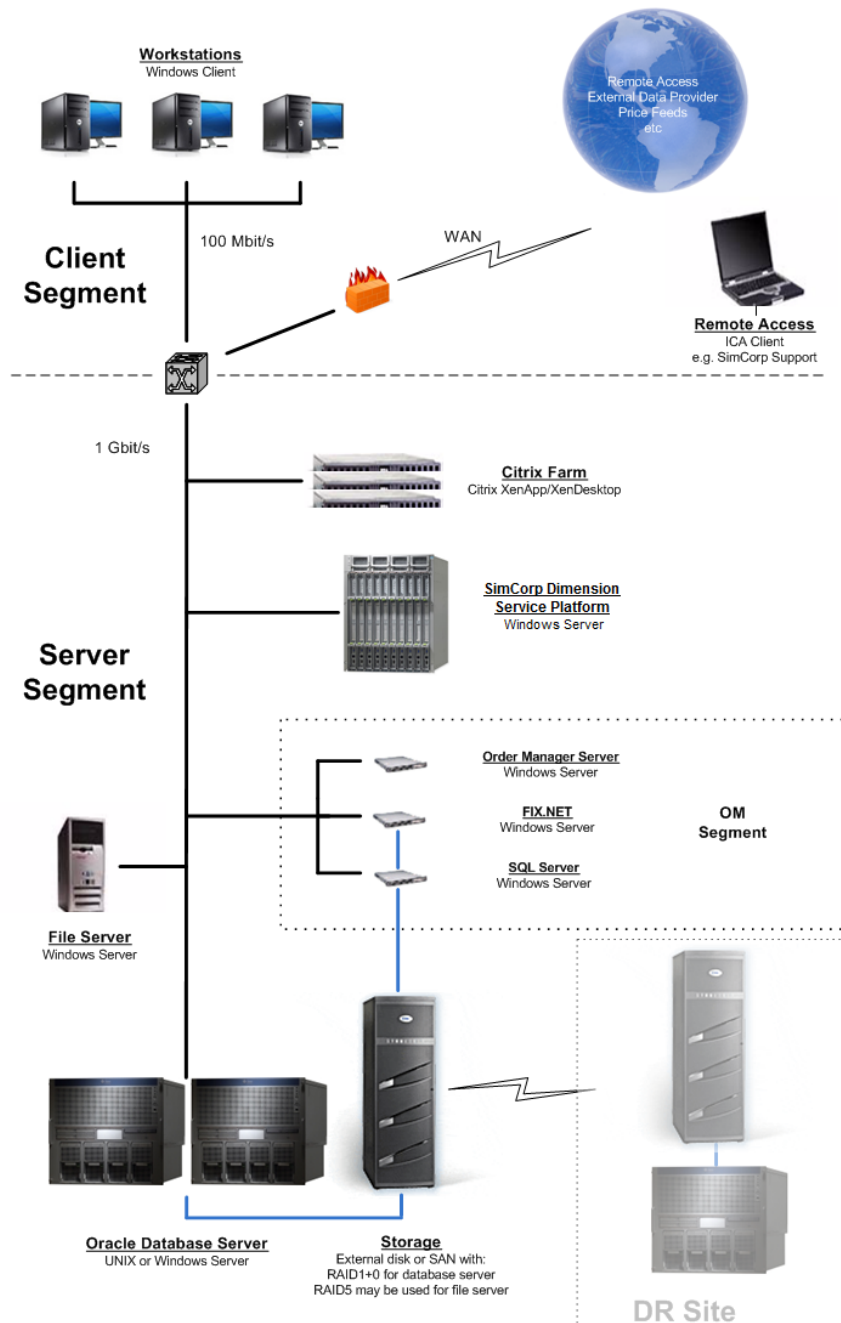 Workstations
Windows Client
Remote Access
External Data Provider
Price Feeds
etc
100 Mbit/s
WAN
Client
Segment
Remote Access
ICA Client
e.g. SimCorp Support
1 Gbit/s
Citrix Farm
Citrix XenApp/XenDesktop
SimCorp Dimension
Service Platform
Windows Server
Server
Segment
Order Manager Server
Windows Server
FIX.NET
Windows Server
OM
Segment
SQL Server
Windows Server
File Server
Windows Server
Oracle Database Server
UNIX or Windows Server
Storage
External disk or SAN with:
RAID1+0 for database server
RAID5 may be used for file server
DR Site